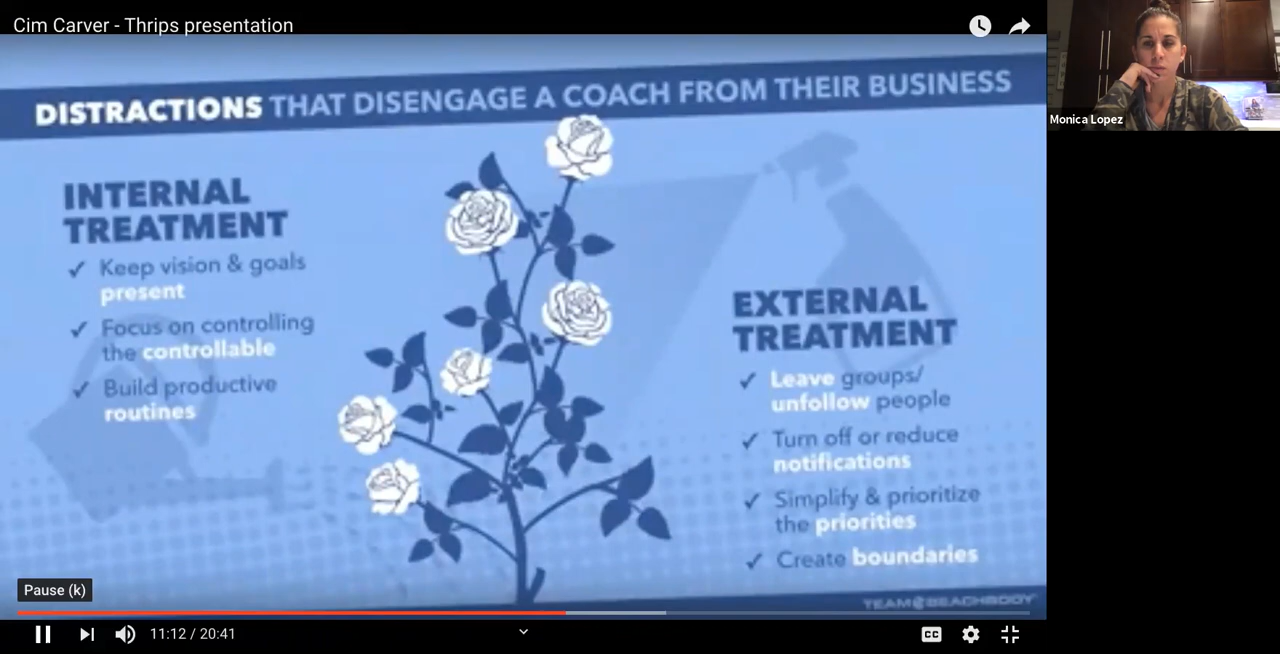 Cim Carver - Thrips presentation
DISTRACTIONS THAT DISENGAGE A COACH FROM THEIR BUSINESS
INTERNAL
TREATMENT
✓ Keep vision & goals
present
✓ Focus on controlling
the controllable
✓ Build productive
routines
EXTERNAL
TREATMENT
✓ Leave groups/
unfollow people
✓ Turn off or reduce
notifications
✓ Simplify & prioritize
the priorities
✓ Create boundaries
TEAM BEACHBODY
Pause (k)
11:12 / 20:41
CC
Monica Lopez